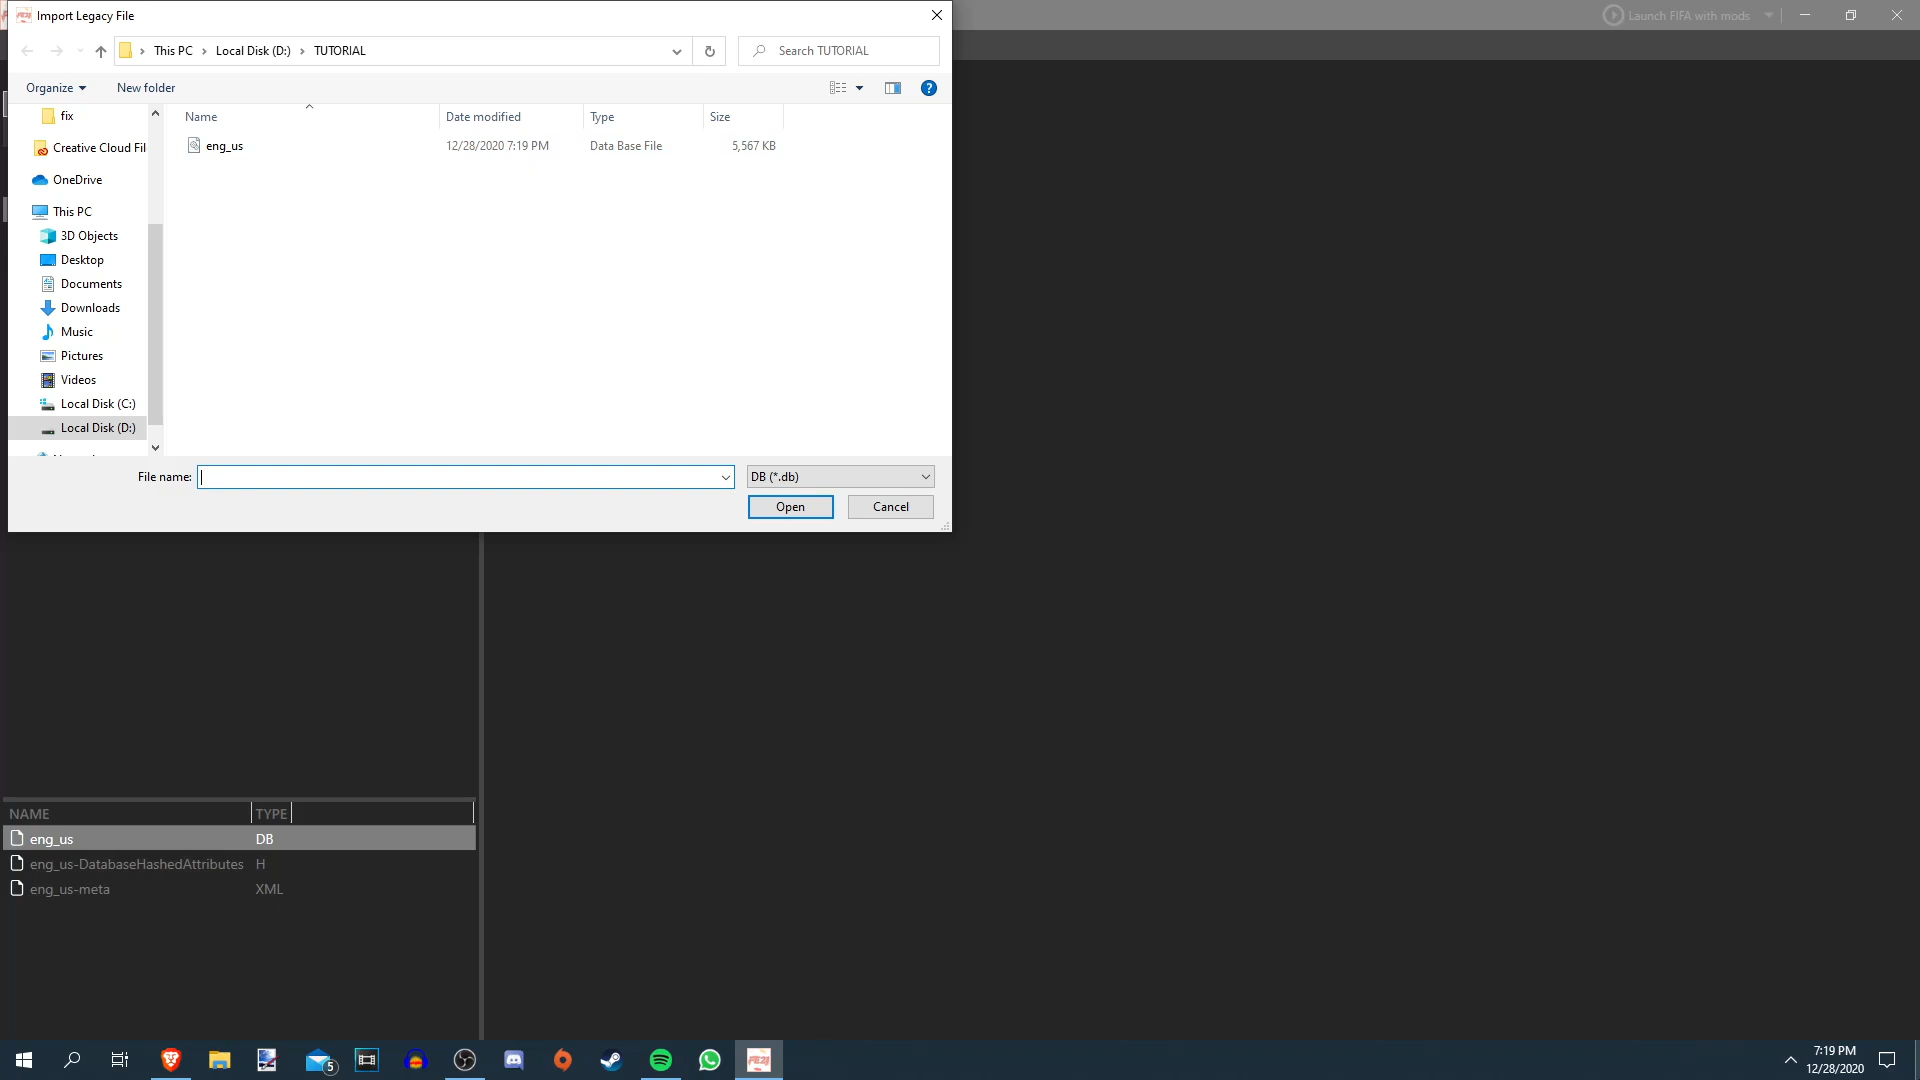 Import Legacy File
Launch FIFA with mods
This PC > Local Disk (D:) > TUTORIAL
Search TUTORIAL
Organize
New folder
fix
Creative Cloud Fil
OneDrive
This PC
3D Objects
Desktop
Documents
Downloads
Music
Pictures
Videos
Local Disk (C:)
Local Disk (D:)
Name Date modified Type Size
eng_us 12/28/2020 7:19 PM Data Base File 5,567 KB
File name:
DB (*.db)
Open
Cancel
NAME TYPE
eng_us DB
eng_us-DatabaseHashedAttributes H
eng_us-meta XML
5
FE21
7:19 PM
12/28/2020